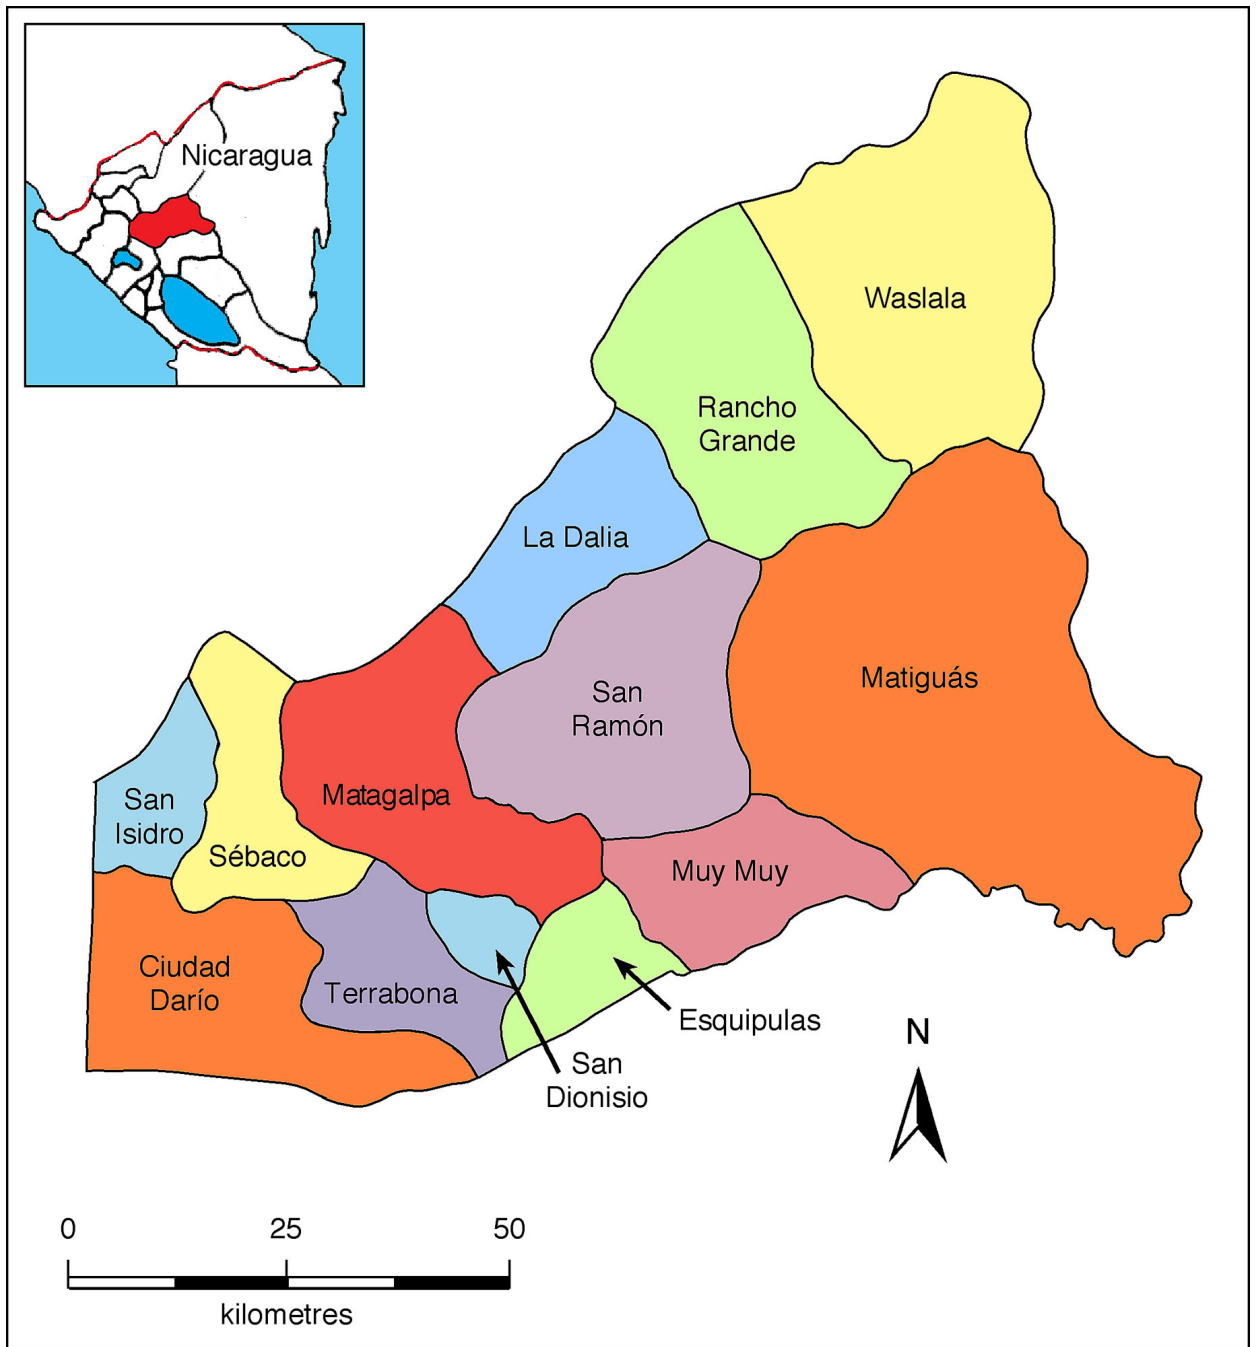 Nicaragua
Waslala
Rancho
Grande
La Dalia
San
Ramón
Matiguás
San
Isidro
Sébaco
Matagalpa
Muy Muy
Ciudad
Darío
Terrabona
Esquipulas
San
Dionisio
N
0 25 50
kilometres